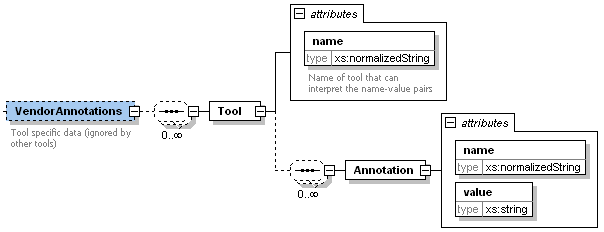 attributes
name
type xs:normalizedString
Name of tool that can
interpret the name-value pairs
VendorAnnotations
Tool specific data (ignored by
other tools)
0..∞
Tool
attributes
name
type xs:normalizedString
value
type xs:string
0..∞
Annotation